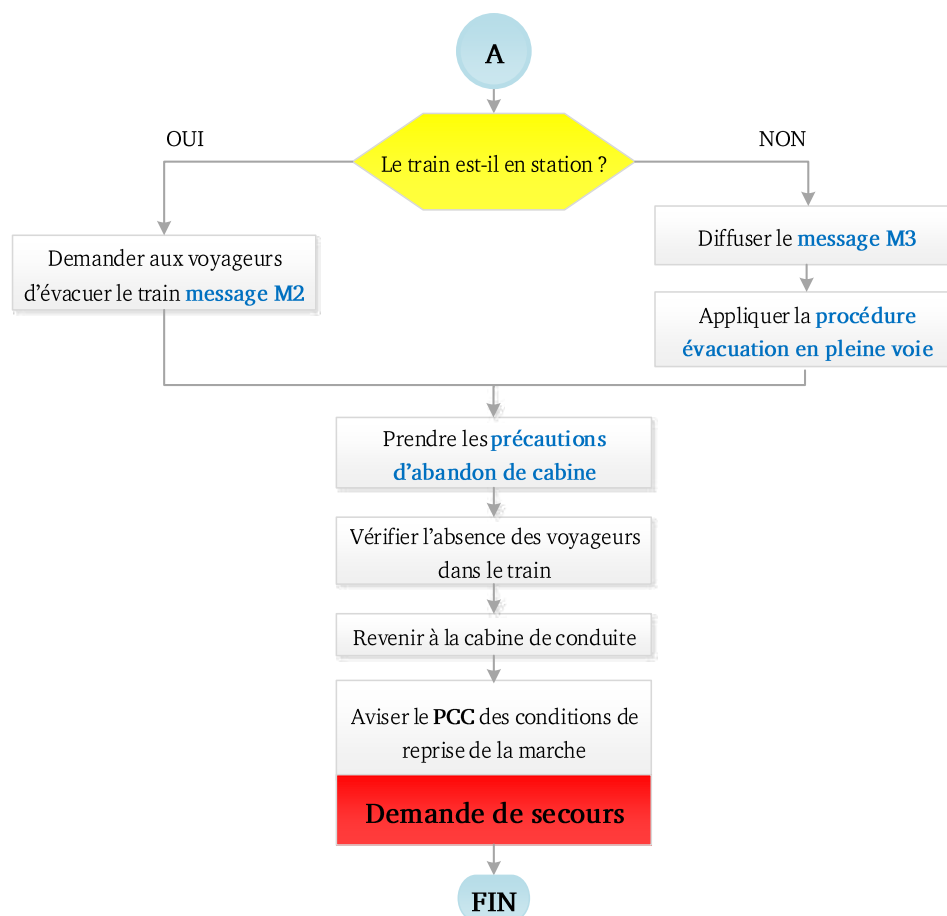 A
OUI
NON
Le train est-il en station ?
Demander aux voyageurs
d’évacuer le train message M2
Diffuser le message M3
Appliquer la procédure
évacuation en pleine voie
Prendre les précautions
d’abandon de cabine
Vérifier l’absence des voyageurs
dans le train
Revenir à la cabine de conduite
Aviser le PCC des conditions de
reprise de la marche
Demande de secours
FIN